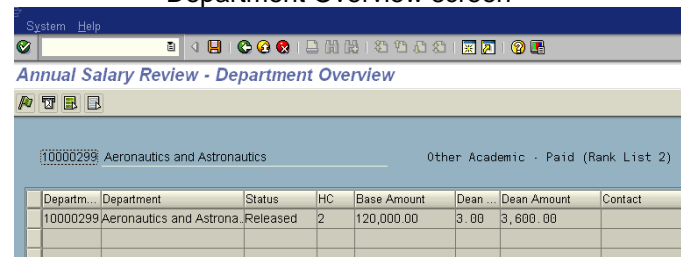 Department Overview screen
System Help
Annual Salary Review - Department Overview
10000299 Aeronautics and Astronautics Other Academic - Paid (Rank List 2)
Departm... Department Status HC Base Amount Dean ... Dean Amount Contact
10000299 Aeronautics and Astrona.. Released 2 120,000.00 3.00 3,600.00